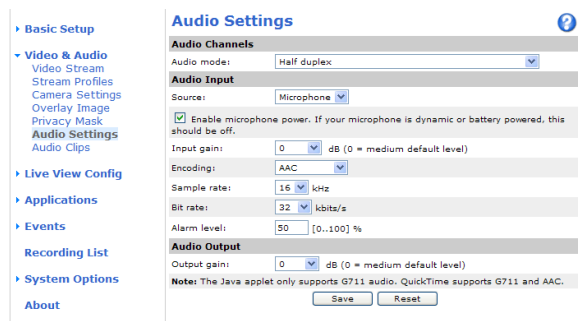 Basic Setup
Video & Audio
Video Stream
Stream Profiles
Camera Settings
Overlay Image
Privacy Mask
Audio Settings
Audio Clips
Live View Config
Applications
Events
Recording List
System Options
About
Audio Settings
?
Audio Channels
Audio mode: Half duplex
Audio Input
Source: Microphone
Enable microphone power. If your microphone is dynamic or battery powered, this
should be off.
Input gain: 0 dB (0 = medium default level)
Encoding: AAC
Sample rate: 16 kHz
Bit rate: 32 kbits/s
Alarm level: 50 [0..100] %
Audio Output
Output gain: 0 dB (0 = medium default level)
Note: The Java applet only supports G711 audio. QuickTime supports G711 and AAC.
Save Reset